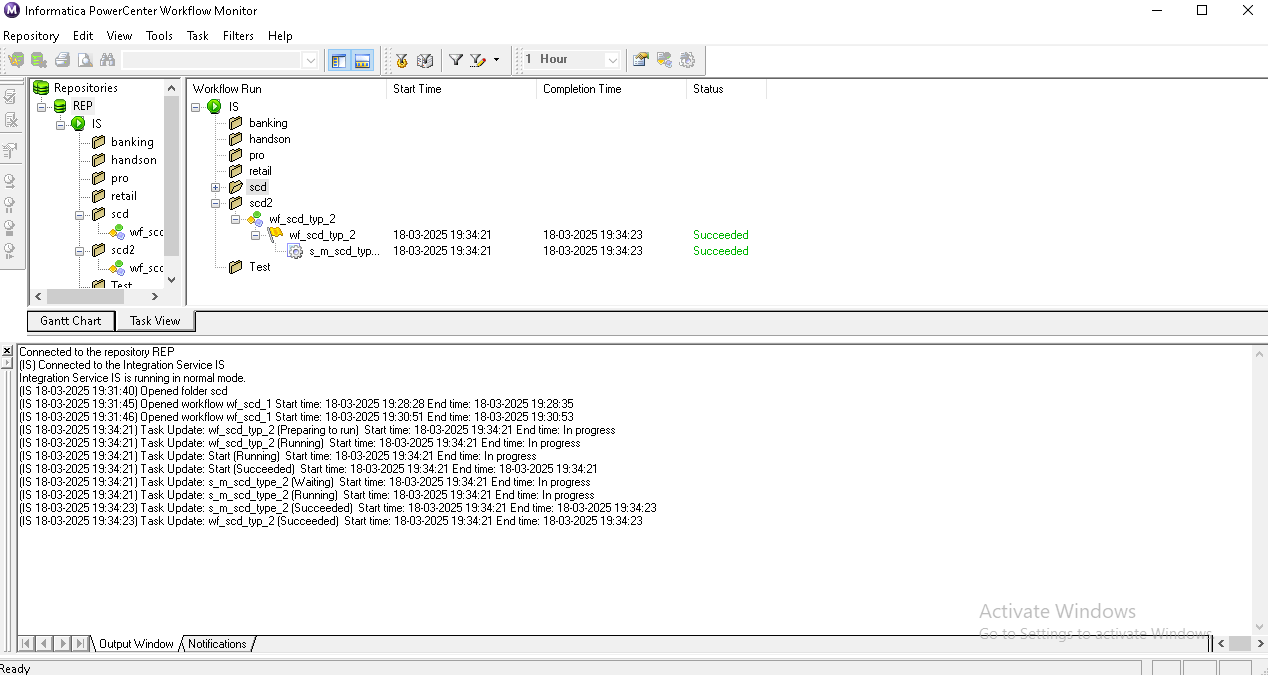 Informatica PowerCenter Workflow Monitor
Repository Edit View Tools Task Filters Help
1 Hour
Repositories
REP
IS
banking
handson
pro
retail
scd
wf_scd
scd2
wf_scd
Test
Workflow Run Start Time Completion Time Status
IS
banking
handson
pro
retail
scd
scd2
wf_scd_typ_2
wf_scd_typ_2 18-03-2025 19:34:21 18-03-2025 19:34:23 Succeeded
s_m_scd_typ... 18-03-2025 19:34:21 18-03-2025 19:34:23 Succeeded
Test
Gantt Chart Task View
Connected to the repository REP
(IS) Connected to the Integration Service IS
Integration Service IS is running in normal mode.
(IS 18-03-2025 19:31:40) Opened folder scd
(IS 18-03-2025 19:31:45) Opened workflow wf_scd_1 Start time: 18-03-2025 19:28:28 End time: 18-03-2025 19:28:35
(IS 18-03-2025 19:31:46) Opened workflow wf_scd_1 Start time: 18-03-2025 19:30:51 End time: 18-03-2025 19:30:53
(IS 18-03-2025 19:34:21) Task Update: wf_scd_typ_2 (Preparing to run) Start time: 18-03-2025 19:34:21 End time: In progress
(IS 18-03-2025 19:34:21) Task Update: wf_scd_typ_2 (Running) Start time: 18-03-2025 19:34:21 End time: In progress
(IS 18-03-2025 19:34:21) Task Update: Start (Running) Start time: 18-03-2025 19:34:21 End time: In progress
(IS 18-03-2025 19:34:21) Task Update: Start (Succeeded) Start time: 18-03-2025 19:34:21 End time: 18-03-2025 19:34:21
(IS 18-03-2025 19:34:21) Task Update: s_m_scd_type_2 (Waiting) Start time: 18-03-2025 19:34:21 End time: In progress
(IS 18-03-2025 19:34:21) Task Update: s_m_scd_type_2 (Running) Start time: 18-03-2025 19:34:21 End time: In progress
(IS 18-03-2025 19:34:23) Task Update: s_m_scd_type_2 (Succeeded) Start time: 18-03-2025 19:34:21 End time: 18-03-2025 19:34:23
(IS 18-03-2025 19:34:23) Task Update: wf_scd_typ_2 (Succeeded) Start time: 18-03-2025 19:34:21 End time: 18-03-2025 19:34:23
Activate Windows
Go to Settings to activate Windows.
Output Window Notifications
Ready